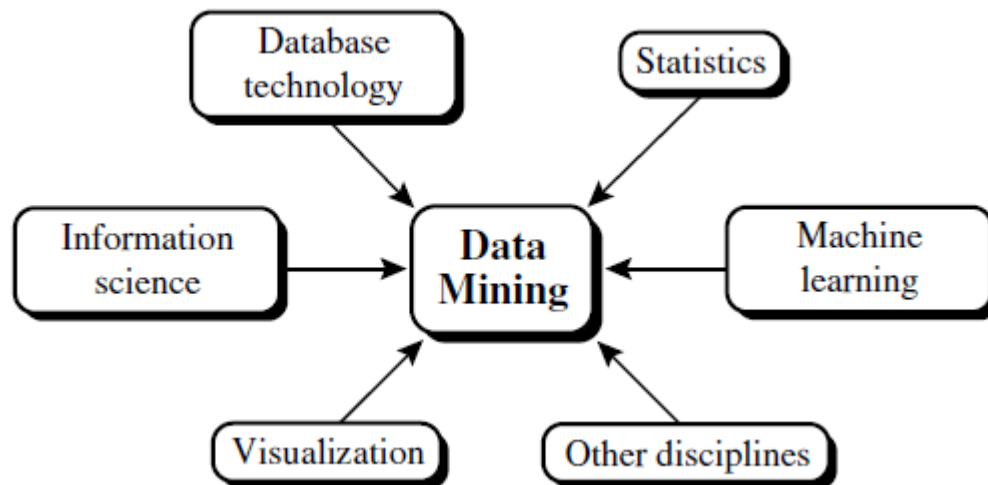 Database
technology
Statistics
Information
science
Data
Mining
Machine
learning
Visualization
Other disciplines